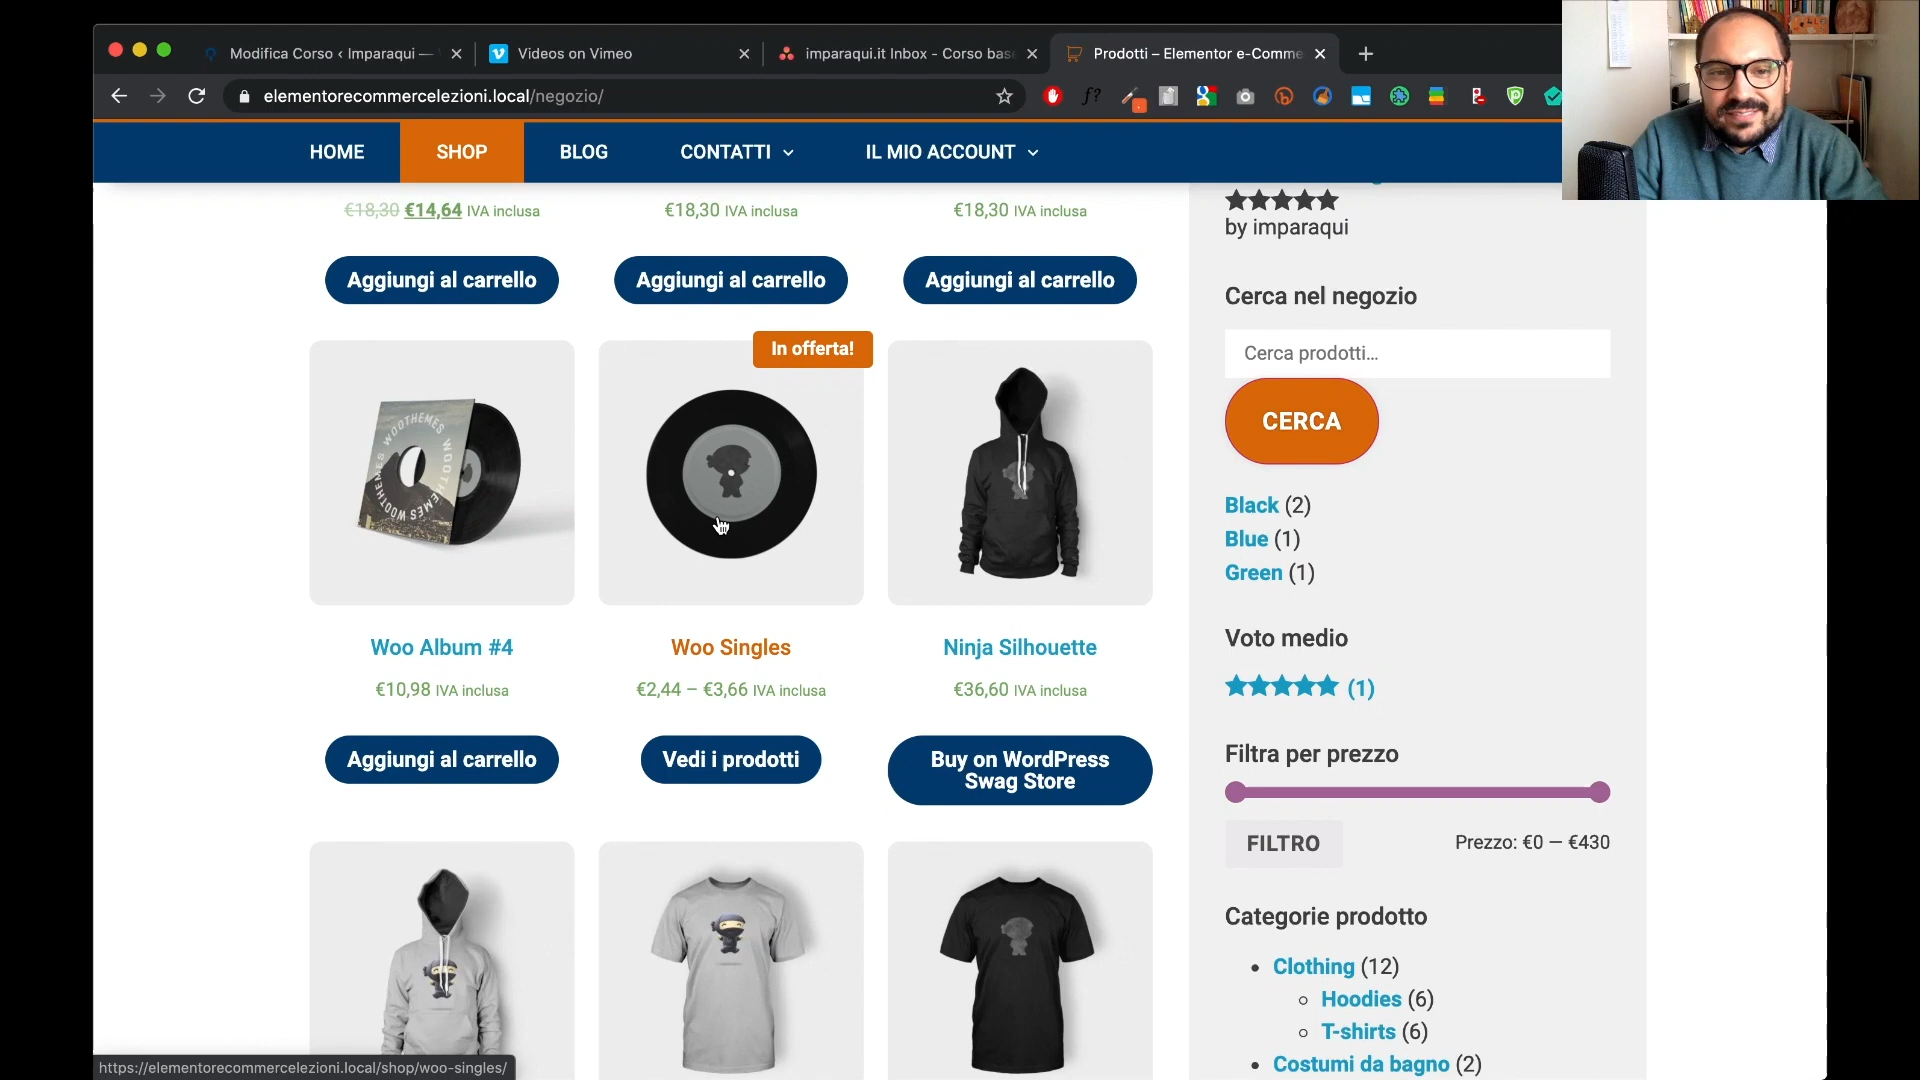 Modifica Corso ‹ Imparaqui —
Videos on Vimeo
imparaqui.it Inbox - Corso base
Prodotti – Elementor e-Comme
elementorecommercelezioni.local/negozio/
f?
HOME
SHOP
BLOG
CONTATTI
IL MIO ACCOUNT
€18,30 €14,64 IVA inclusa
€18,30 IVA inclusa
€18,30 IVA inclusa
Aggiungi al carrello
Aggiungi al carrello
Aggiungi al carrello
In offerta!
WOOTHEMES WOOTHEMES WOOTHEMES
Woo Album #4
Woo Singles
Ninja Silhouette
€10,98 IVA inclusa
€2,44 – €3,66 IVA inclusa
€36,60 IVA inclusa
Aggiungi al carrello
Vedi i prodotti
Buy on WordPress
Swag Store
by imparaqui
Cerca nel negozio
Cerca prodotti…
CERCA
Black (2)
Blue (1)
Green (1)
Voto medio
(1)
Filtra per prezzo
FILTRO
Prezzo: €0 — €430
Categorie prodotto
Clothing (12)
Hoodies (6)
T-shirts (6)
Costumi da bagno (2)
https://elementorecommercelezioni.local/shop/woo-singles/